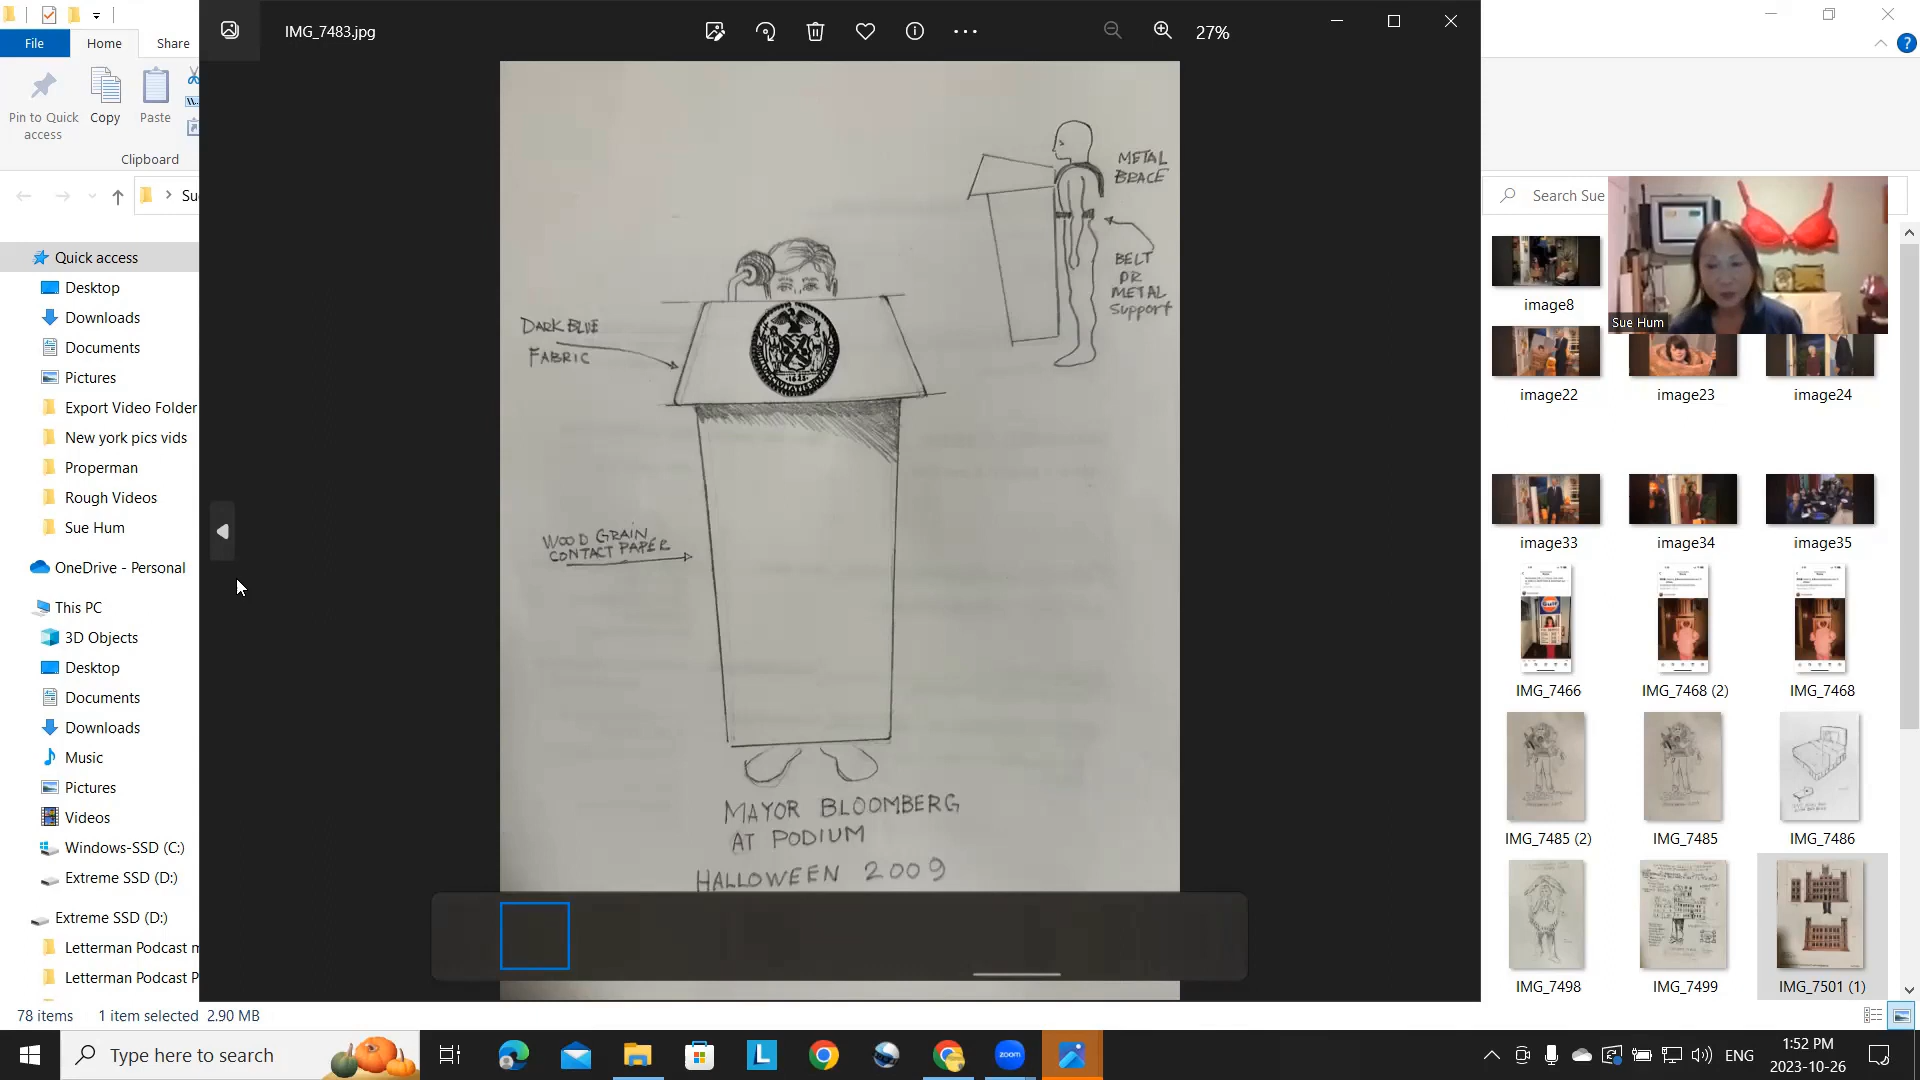 File
Home
Share
Pin to Quick
access
Copy
Paste
Clipboard
Su
IMG_7483.jpg
27%
METAL
BRACE
BELT
OR
METAL
SUPPORT
DARK BLUE
FABRIC
1625
WOOD GRAIN
CONTACT PAPER
MAYOR BLOOMBERG
AT PODIUM
HALLOWEEN 2009
Quick access
Desktop
Downloads
Documents
Pictures
Export Video Folder
New york pics vids
Properman
Rough Videos
Sue Hum
OneDrive - Personal
This PC
3D Objects
Desktop
Documents
Downloads
Music
Pictures
Videos
Windows-SSD (C:)
Extreme SSD (D:)
Extreme SSD (D:)
Letterman Podcast m
Letterman Podcast P
78 items 1 item selected 2.90 MB
?
Search Sue
Sue Hum
image8
image22
image23
image24
image33
image34
image35
Gulf
IMG_7466
IMG_7468 (2)
IMG_7468
IMG_7485 (2)
IMG_7485
IMG_7486
IMG_7498
IMG_7499
IMG_7501 (1)
Type here to search
L
zoom
ENG
1:52 PM
2023-10-26